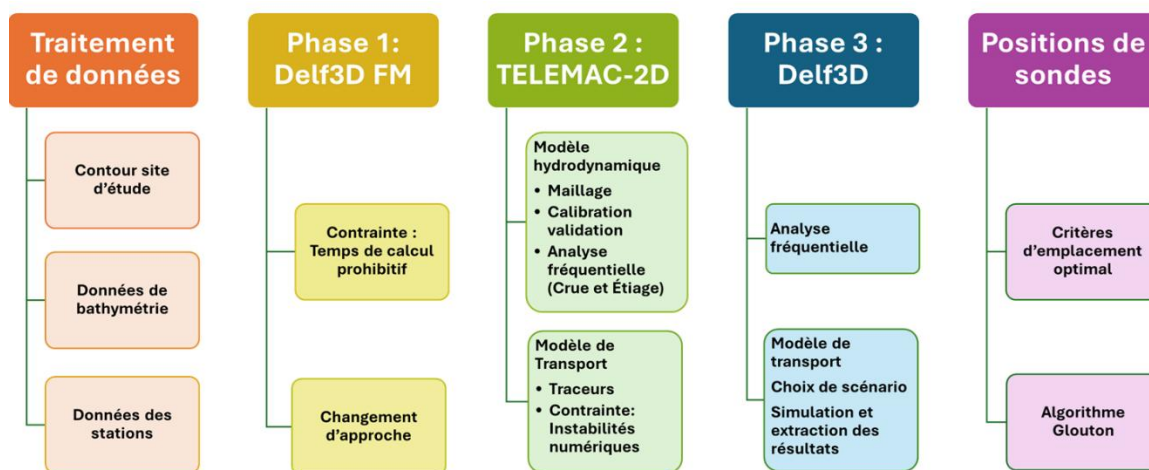 Traitement
de données
Contour site
d'étude
Données de
bathymétrie
Données des
stations
Phase 1:
Delf3D FM
Contrainte :
Temps de calcul
prohibitif
Changement
d'approche
Phase 2 :
TELEMAC-2D
Modèle
hydrodynamique
• Maillage
• Calibration
validation
• Analyse
fréquentielle
(Crue et Étiage)
Modèle de
Transport
• Traceurs
• Contrainte:
Instabilités
numériques
Phase 3 :
Delf3D
Analyse
fréquentielle
Modèle de
transport
Choix de scénario
Simulation et
extraction des
résultats
Positions de
sondes
Critères
d'emplacement
optimal
Algorithme
Glouton